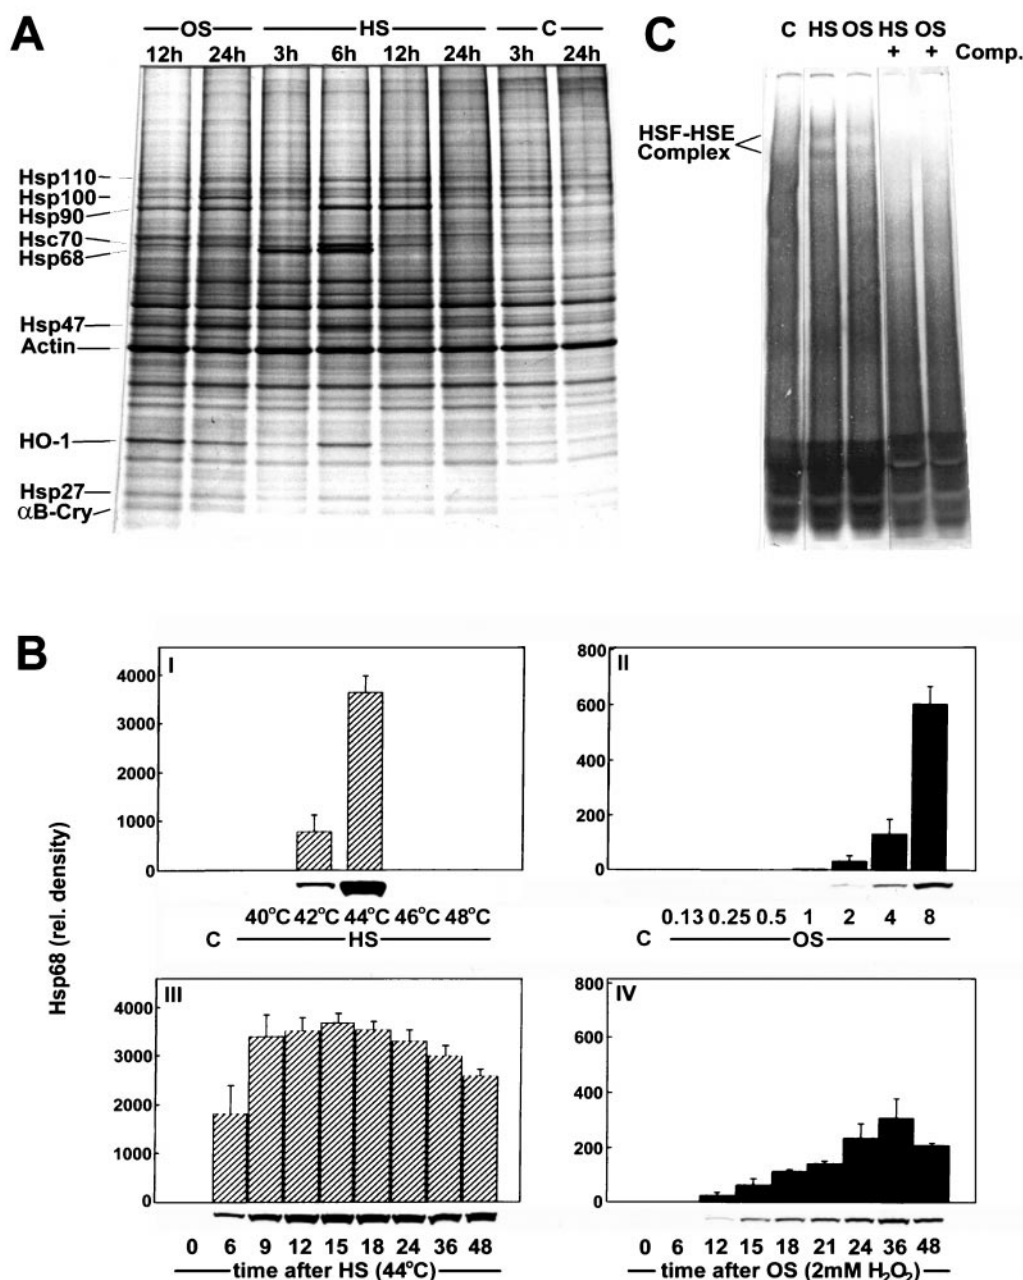 A
OS HS C
12h 24h 3h 6h 12h 24h 3h 24h
Hsp110
Hsp100
Hsp90
Hsc70
Hsp68
Hsp47
Actin
HO-1
Hsp27
αB-Cry
C
C HS OS HS OS
+ + Comp.
HSF-HSE
Complex
B
Hsp68 (rel. density)
I
4000
3000
2000
1000
0
40°C 42°C 44°C 46°C 48°C
C HS
II
800
600
400
200
0
0.13 0.25 0.5 1 2 4 8
C OS
III
4000
3000
2000
1000
0
0 6 9 12 15 18 24 36 48
time after HS (44°C)
IV
800
600
400
200
0
0 6 12 15 18 21 24 36 48
time after OS (2mM H₂O₂)